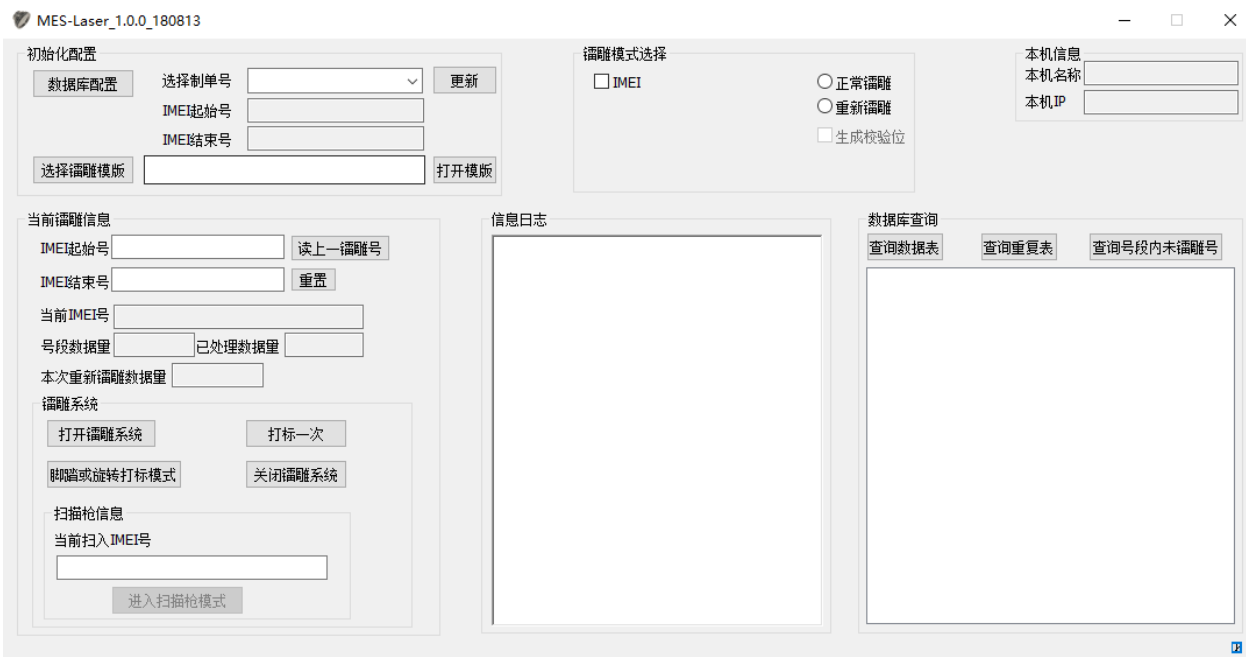 MES-Laser_1.0.0_180813
初始化配置
数据库配置
选择制单号
更新
IMEI起始号
IMEI结束号
选择镭雕模版
打开模版
镭雕模式选择
IMEI
正常镭雕
重新镭雕
生成校验位
本机信息
本机名称
本机IP
当前镭雕信息
IMEI起始号
读上一镭雕号
IMEI结束号
重置
当前IMEI号
号段数据量
已处理数据量
本次重新镭雕数据量
镭雕系统
打开镭雕系统
打标一次
脚踏或旋转打标模式
关闭镭雕系统
扫描枪信息
当前扫入IMEI号
进入扫描枪模式
信息日志
数据库查询
查询数据表
查询重复表
查询号段内未镭雕号